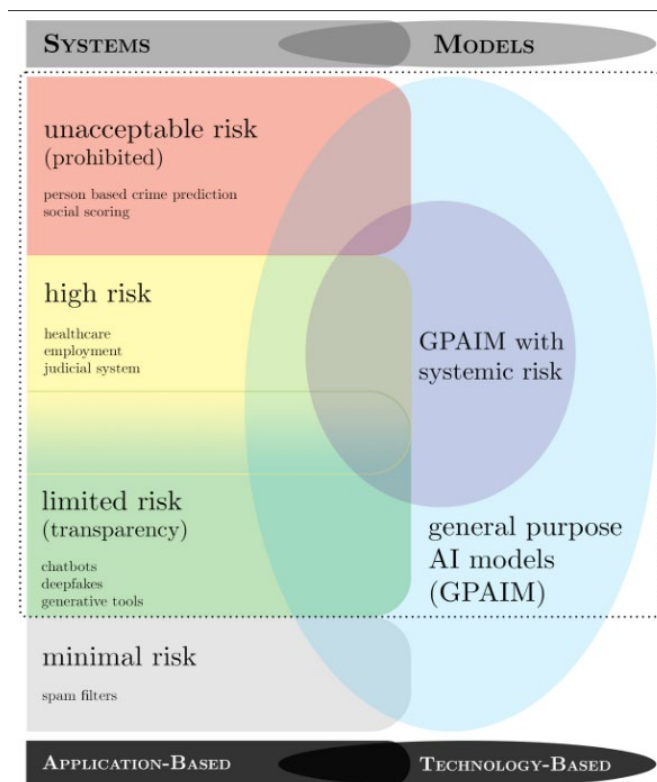 SYSTEMS
MODELS
unacceptable risk
(prohibited)
person based crime prediction
social scoring
high risk
healthcare
employment
judicial system
GPAIM with
systemic risk
limited risk
(transparency)
chatbots
deepfakes
generative tools
general purpose
AI models
(GPAIM)
minimal risk
spam filters
APPLICATION-BASED
TECHNOLOGY-BASED